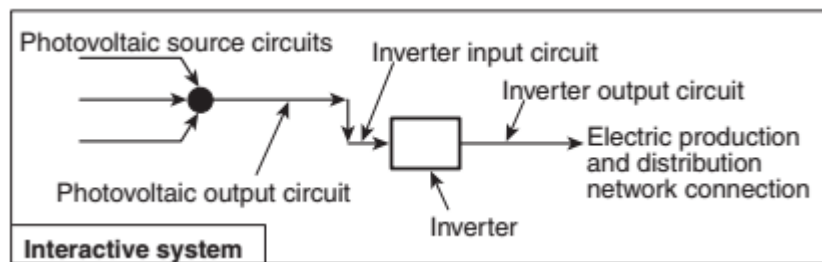 Photovoltaic source circuits
Inverter input circuit
Inverter output circuit
Electric production
and distribution
network connection
Photovoltaic output circuit
Inverter
Interactive system